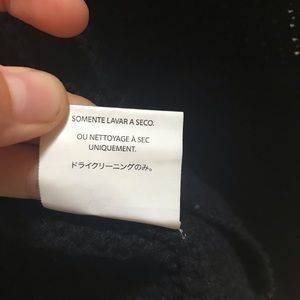 SOMENTE LAVAR A SECO.
OU NETTOYAGE À SEC
UNIQUEMENT.
ドライクリーニングのみ。